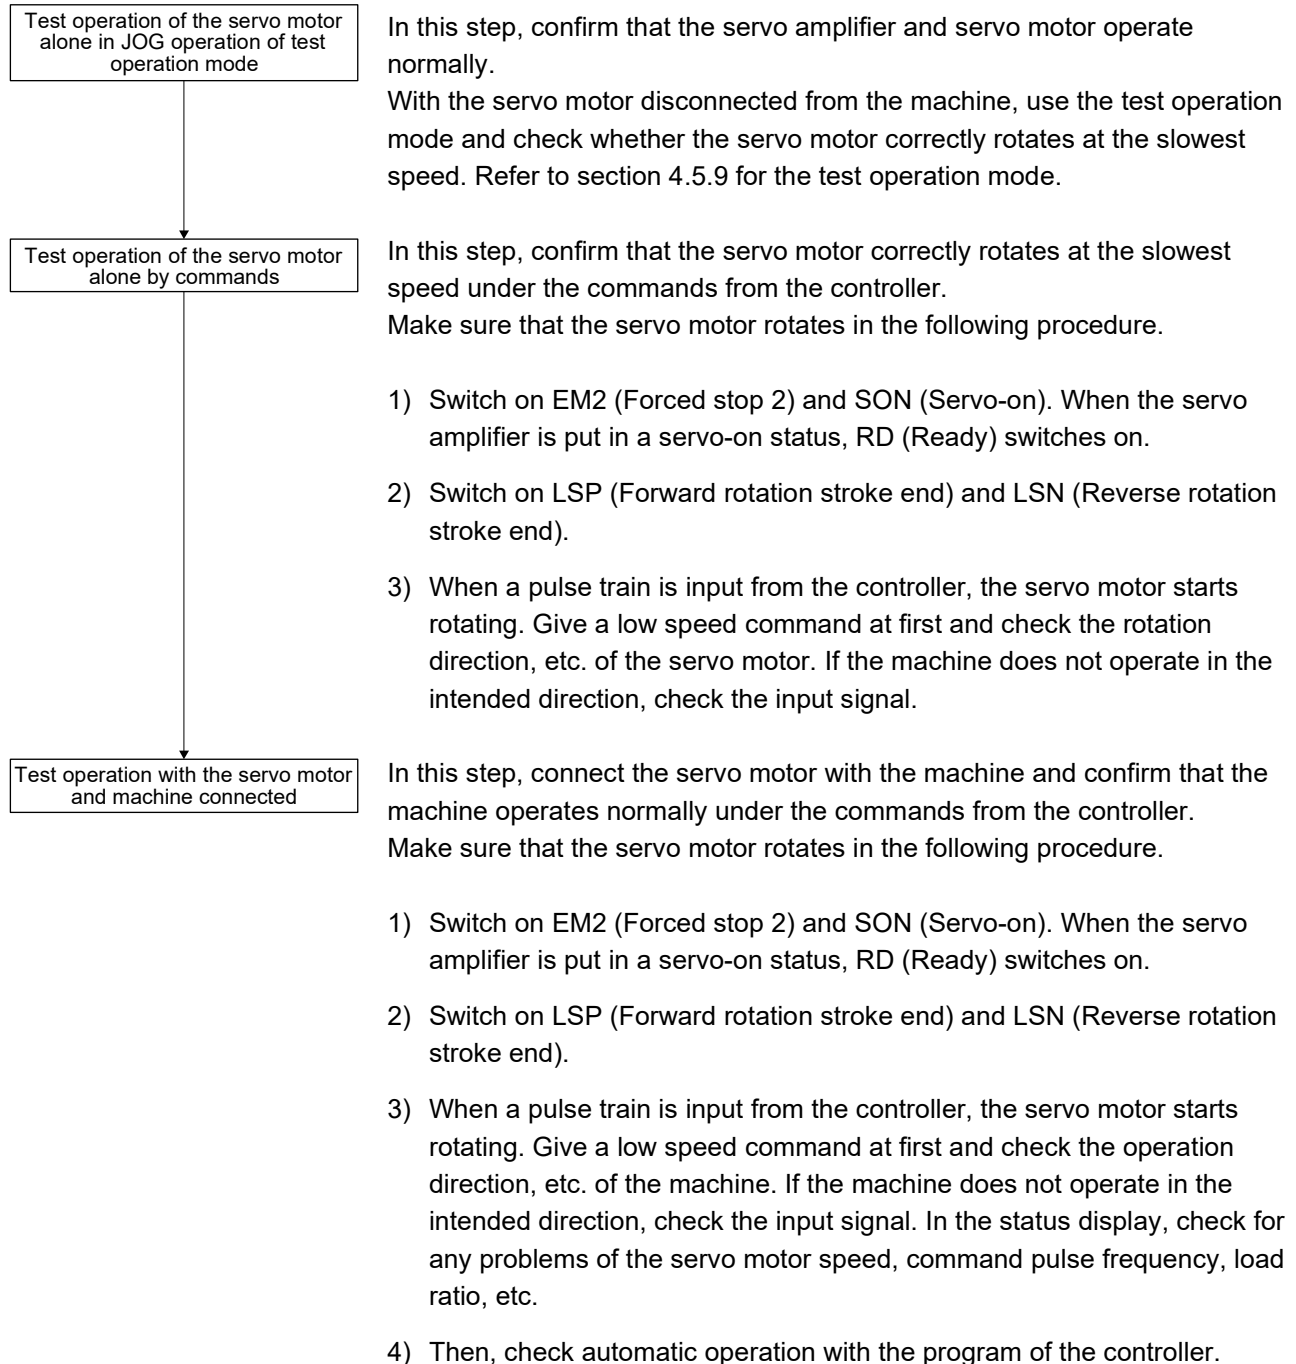 Test operation of the servo motor
alone in JOG operation of test
operation mode
In this step, confirm that the servo amplifier and servo motor operate
normally.
With the servo motor disconnected from the machine, use the test operation
mode and check whether the servo motor correctly rotates at the slowest
speed. Refer to section 4.5.9 for the test operation mode.
Test operation of the servo motor
alone by commands
In this step, confirm that the servo motor correctly rotates at the slowest
speed under the commands from the controller.
Make sure that the servo motor rotates in the following procedure.
1) Switch on EM2 (Forced stop 2) and SON (Servo-on). When the servo
amplifier is put in a servo-on status, RD (Ready) switches on.
2) Switch on LSP (Forward rotation stroke end) and LSN (Reverse rotation
stroke end).
3) When a pulse train is input from the controller, the servo motor starts
rotating. Give a low speed command at first and check the rotation
direction, etc. of the servo motor. If the machine does not operate in the
intended direction, check the input signal.
Test operation with the servo motor
and machine connected
In this step, connect the servo motor with the machine and confirm that the
machine operates normally under the commands from the controller.
Make sure that the servo motor rotates in the following procedure.
1) Switch on EM2 (Forced stop 2) and SON (Servo-on). When the servo
amplifier is put in a servo-on status, RD (Ready) switches on.
2) Switch on LSP (Forward rotation stroke end) and LSN (Reverse rotation
stroke end).
3) When a pulse train is input from the controller, the servo motor starts
rotating. Give a low speed command at first and check the operation
direction, etc. of the machine. If the machine does not operate in the
intended direction, check the input signal. In the status display, check for
any problems of the servo motor speed, command pulse frequency, load
ratio, etc.
4) Then, check automatic operation with the program of the controller.